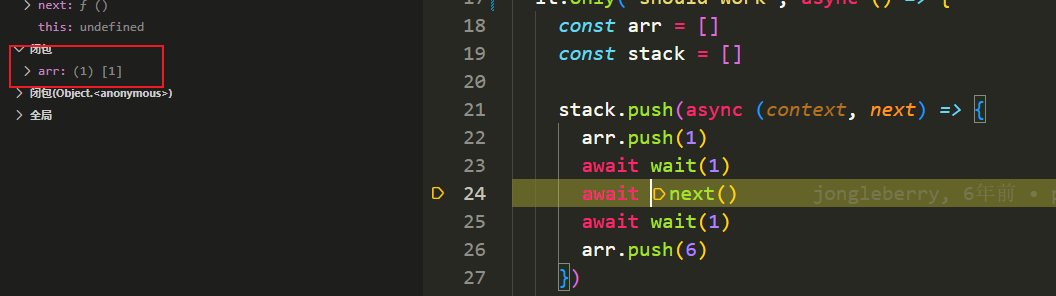 next: ƒ ()
this: undefined
闭包
arr: (1) [1]
闭包(Object.<anonymous>)
全局
17 it.only("should work", async () => {
18 const arr = []
19 const stack = []
20
21 stack.push(async (context, next) => {
22 arr.push(1)
23 await wait(1)
24 await next() jongleberry, 6年前 •
25 await wait(1)
26 arr.push(6)
27 })